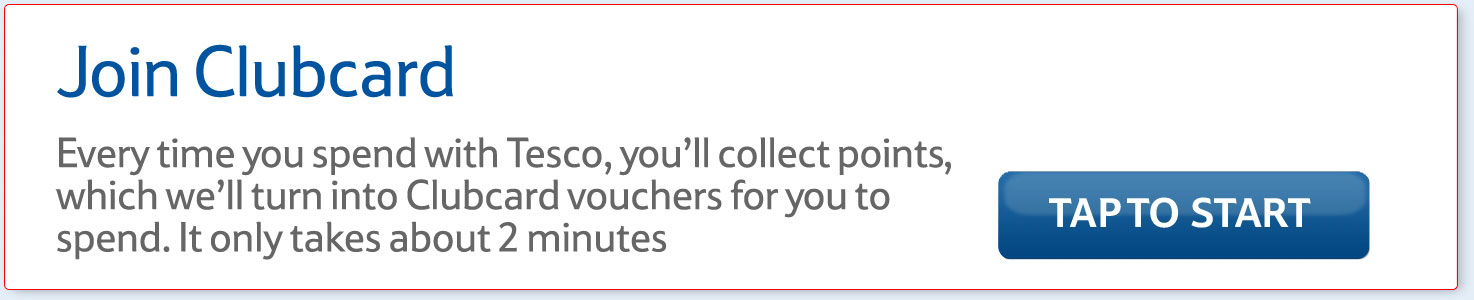 Join Clubcard
Every time you spend with Tesco, you’ll collect points,
which we’ll turn into Clubcard vouchers for you to
spend. It only takes about 2 minutes
TAP TO START